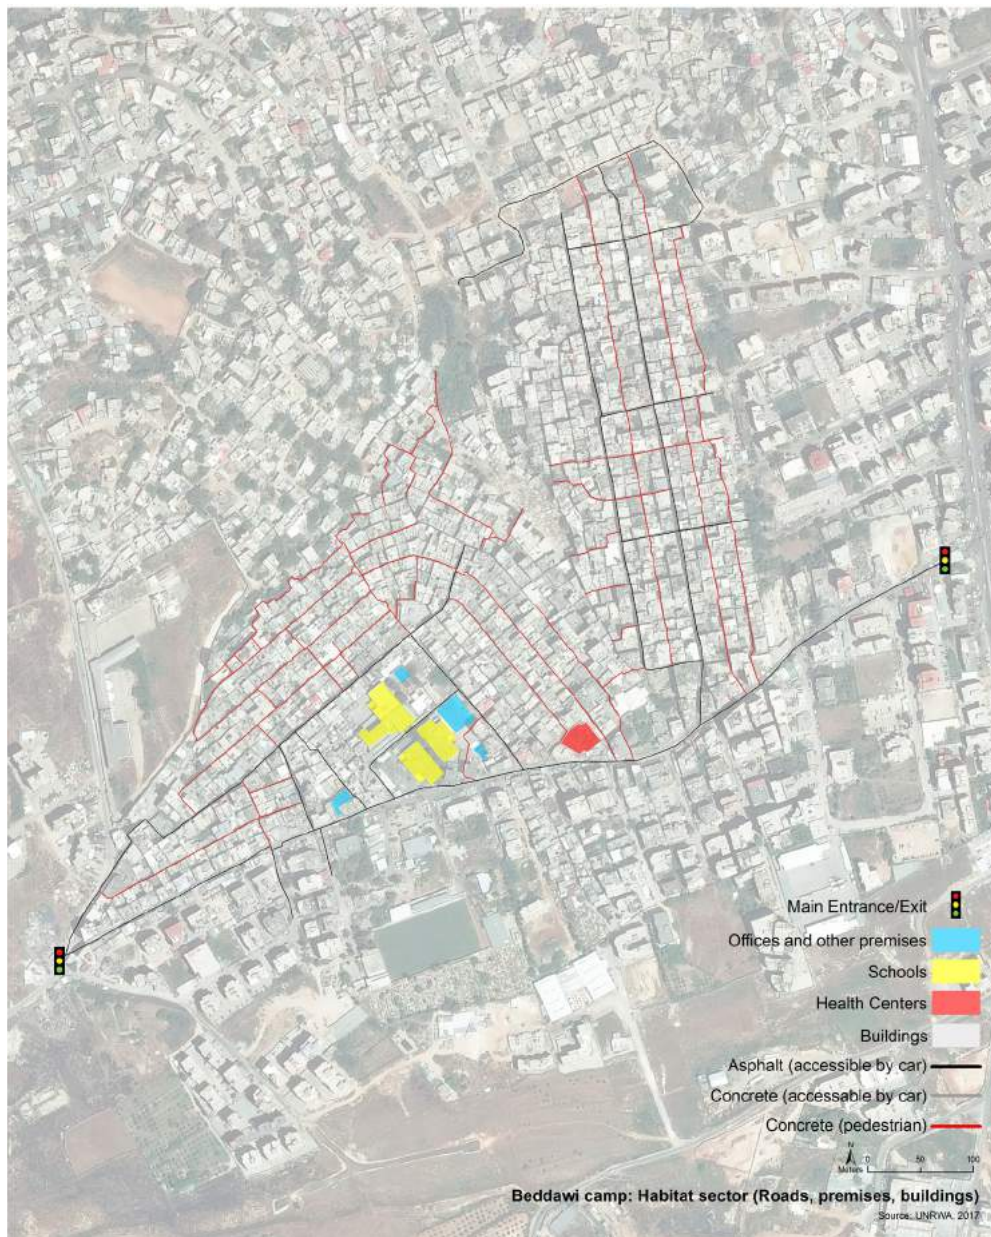 Main Entrance/Exit
Offices and other premises
Schools
Health Centers
Buildings
Asphalt (accessible by car)
Concrete (accessable by car)
Concrete (pedestrian)
N
Meters 0 50 100
Beddawi camp: Habitat sector (Roads, premises, buildings)
Source: UNRWA, 2017